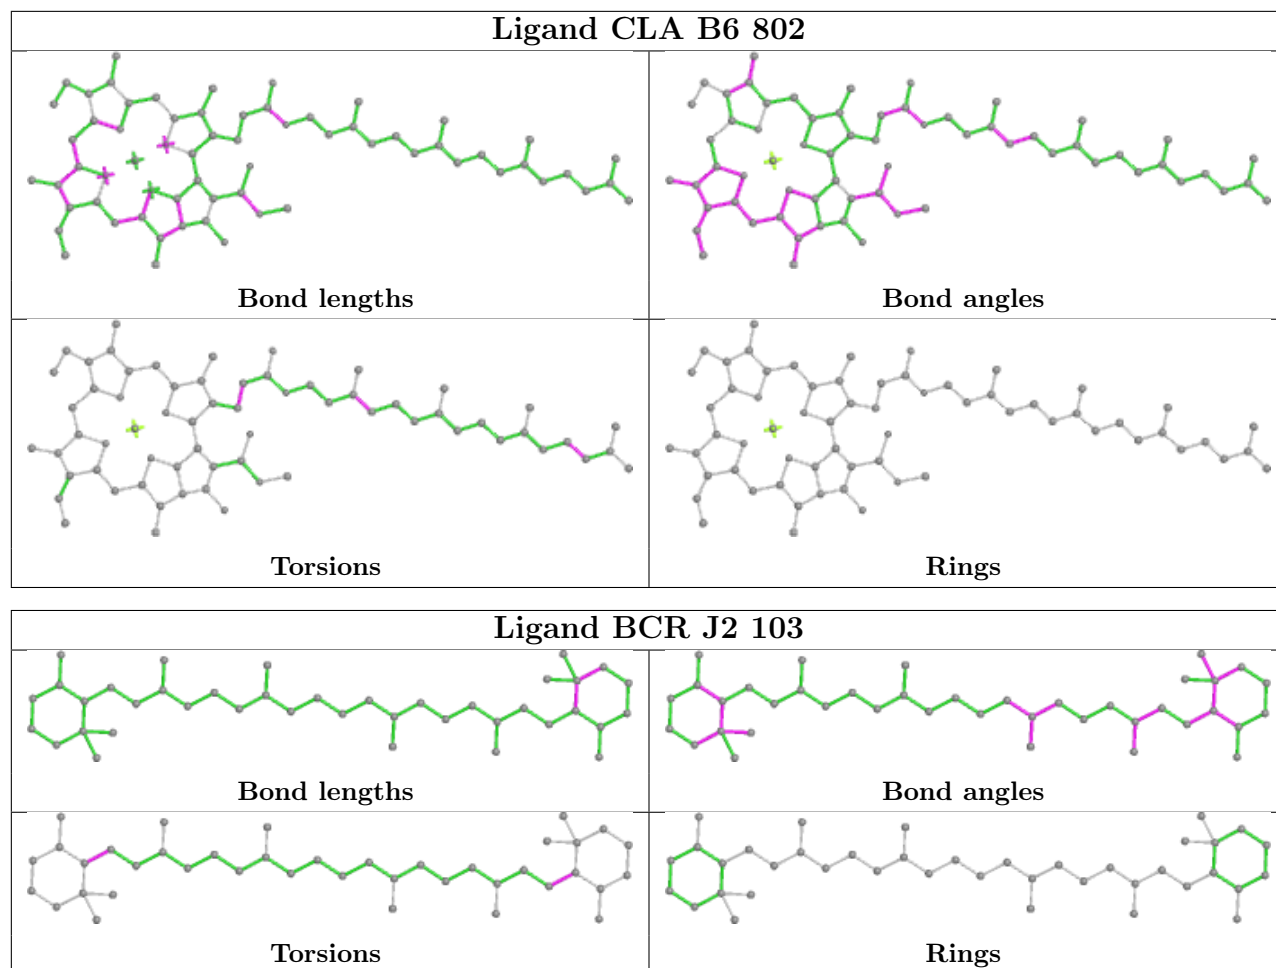 Ligand CLA B6 802
Bond lengths
Bond angles
Torsions
Rings
Ligand BCR J2 103
Bond lengths
Bond angles
Torsions
Rings